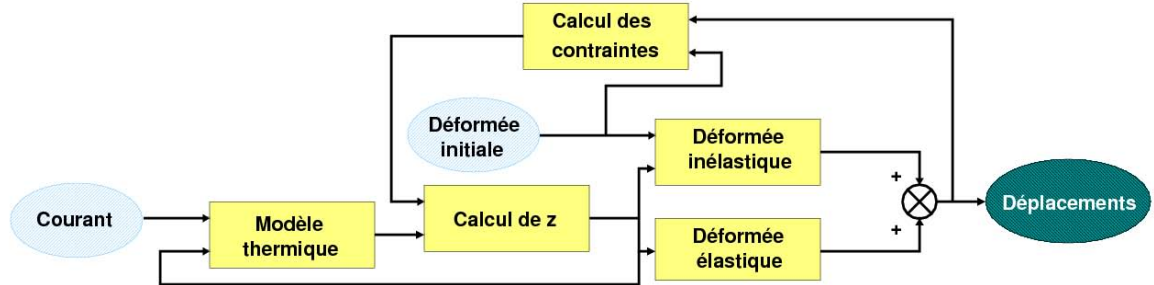 Calcul des
contraintes
Déformée
initiale
Déformée
inélastique
+
Courant
Modèle
thermique
Calcul de z
Déplacements
+
Déformée
élastique